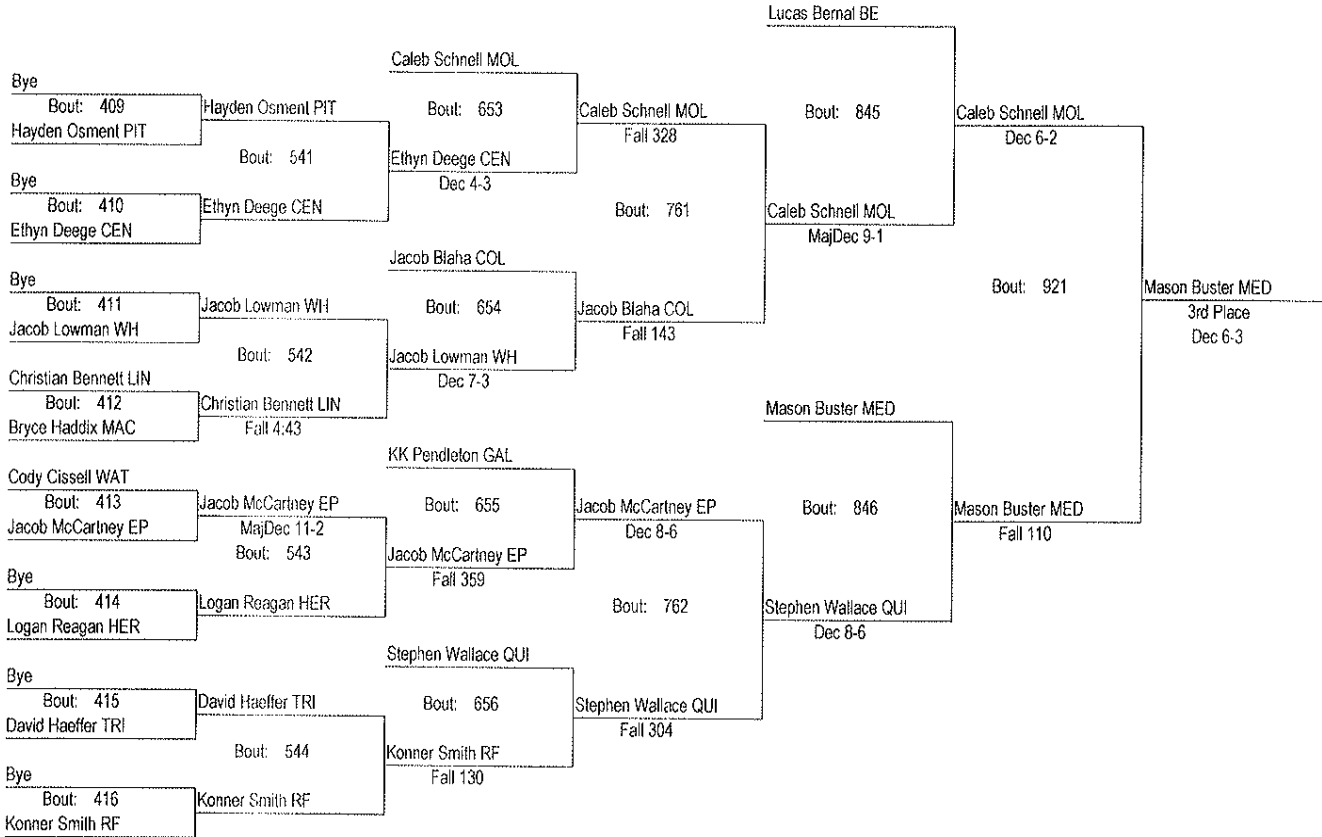 Lucas Bernal BE
Caleb Schnell MOL
Bye
Bout: 409
Hayden Osment PIT
Hayden Osment PIT
Bout: 653
Caleb Schnell MOL
Fall 328
Bout: 845
Caleb Schnell MOL
Dec 6-2
Bout: 541
Ethyn Deege CEN
Dec 4-3
Bye
Bout: 410
Ethyn Deege CEN
Ethyn Deege CEN
Bout: 761
Caleb Schnell MOL
MajDec 9-1
Jacob Blaha COL
Bye
Bout: 411
Jacob Lowman WH
Jacob Lowman WH
Bout: 654
Jacob Blaha COL
Fall 143
Bout: 921
Mason Buster MED
3rd Place
Dec 6-3
Bout: 542
Jacob Lowman WH
Dec 7-3
Christian Bennett LIN
Bout: 412
Bryce Haddix MAC
Christian Bennett LIN
Fall 4:43
Mason Buster MED
KK Pendleton GAL
Cody Cissell WAT
Bout: 413
Jacob McCartney EP
Jacob McCartney EP
MajDec 11-2
Bout: 655
Jacob McCartney EP
Dec 8-6
Bout: 846
Mason Buster MED
Fall 110
Bout: 543
Jacob McCartney EP
Fall 359
Bye
Bout: 414
Logan Reagan HER
Logan Reagan HER
Bout: 762
Stephen Wallace QUI
Dec 8-6
Stephen Wallace QUI
Bye
Bout: 415
David Haeffer TRI
David Haeffer TRI
Bout: 656
Stephen Wallace QUI
Fall 304
Bout: 544
Konner Smith RF
Fall 130
Bye
Bout: 416
Konner Smith RF
Konner Smith RF